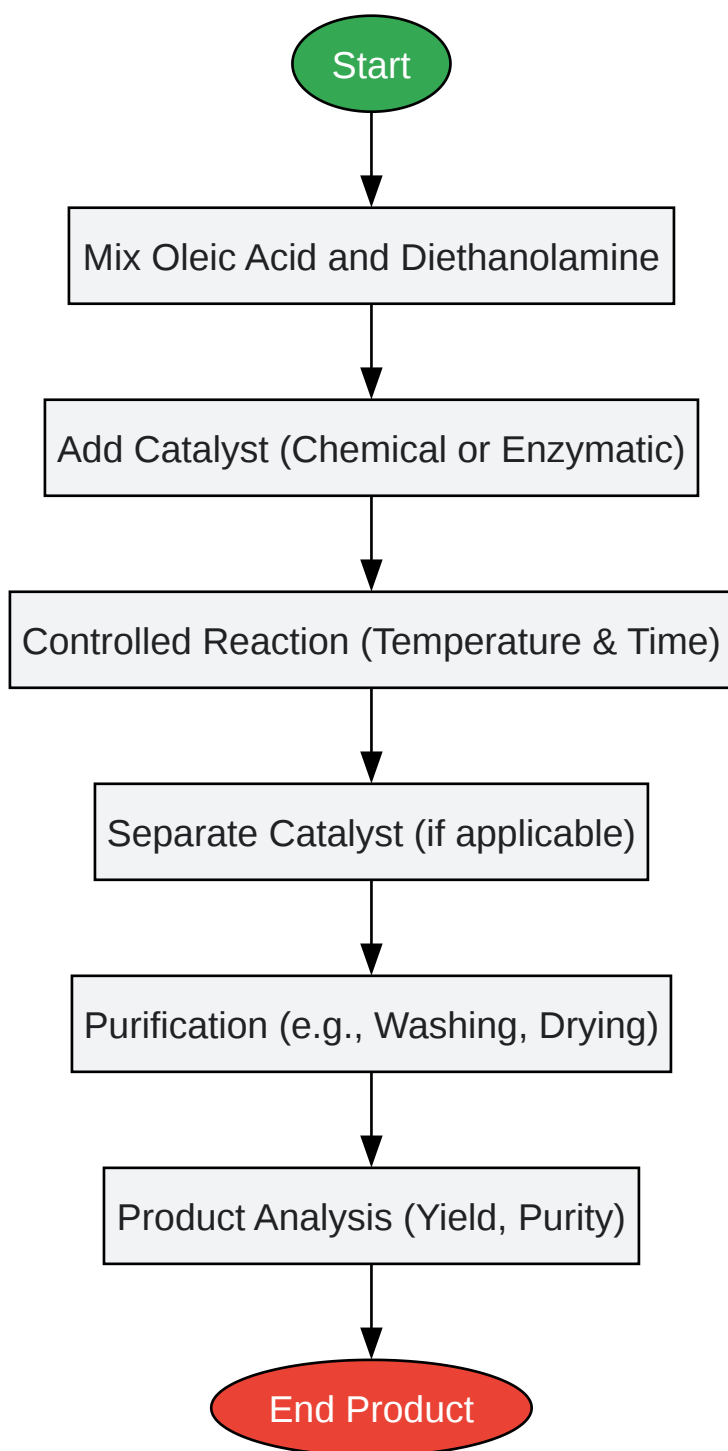 Start
Mix Oleic Acid and Diethanolamine
Add Catalyst (Chemical or Enzymatic)
Controlled Reaction (Temperature & Time)
Separate Catalyst (if applicable)
Purification (e.g., Washing, Drying)
Product Analysis (Yield, Purity)
End Product